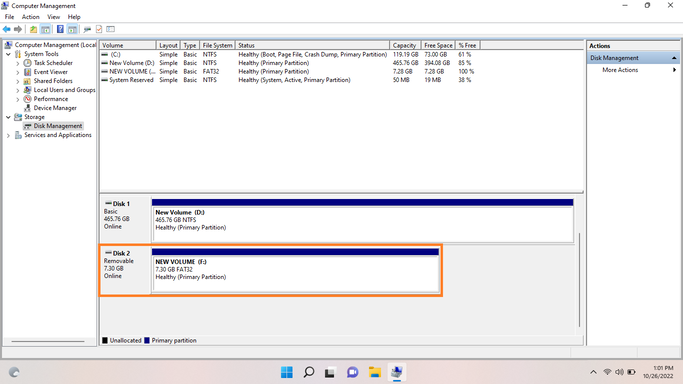 Computer Management
File Action View Help
Computer Management (Local
System Tools
Task Scheduler
Event Viewer
Shared Folders
Local Users and Groups
Performance
Device Manager
Storage
Disk Management
Services and Applications
Volume Layout Type File System Status Capacity Free Space % Free
(C:) Simple Basic NTFS Healthy (Boot, Page File, Crash Dump, Primary Partition) 119.19 GB 73.00 GB 61 %
New Volume (D:) Simple Basic NTFS Healthy (Primary Partition) 465.76 GB 394.08 GB 85 %
NEW VOLUME (... Simple Basic FAT32 Healthy (Primary Partition) 7.28 GB 7.28 GB 100 %
System Reserved Simple Basic NTFS Healthy (System, Active, Primary Partition) 50 MB 19 MB 38 %
Disk 1
Basic
465.76 GB
Online
New Volume (D:)
465.76 GB NTFS
Healthy (Primary Partition)
Disk 2
Removable
7.30 GB
Online
NEW VOLUME (F:)
7.30 GB FAT32
Healthy (Primary Partition)
Unallocated Primary partition
Actions
Disk Management
More Actions
1:01 PM
10/26/2022